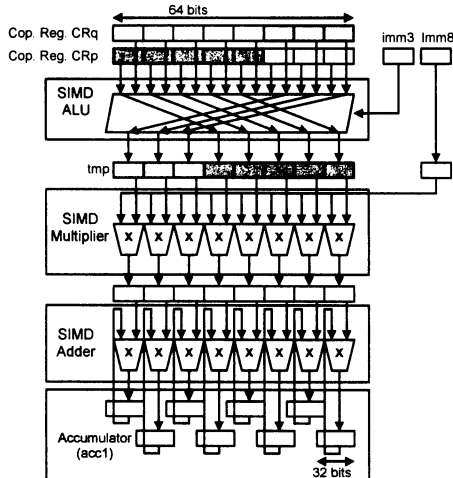 64 bits
Cop. Reg. CRq
imm3 Imm8
Cop. Reg. CRp
SIMD
ALU
tmp
SIMD
Multiplier
x x x x x x x x
SIMD
Adder
x x x x x x x x
Accumulator
(acc1)
32 bits